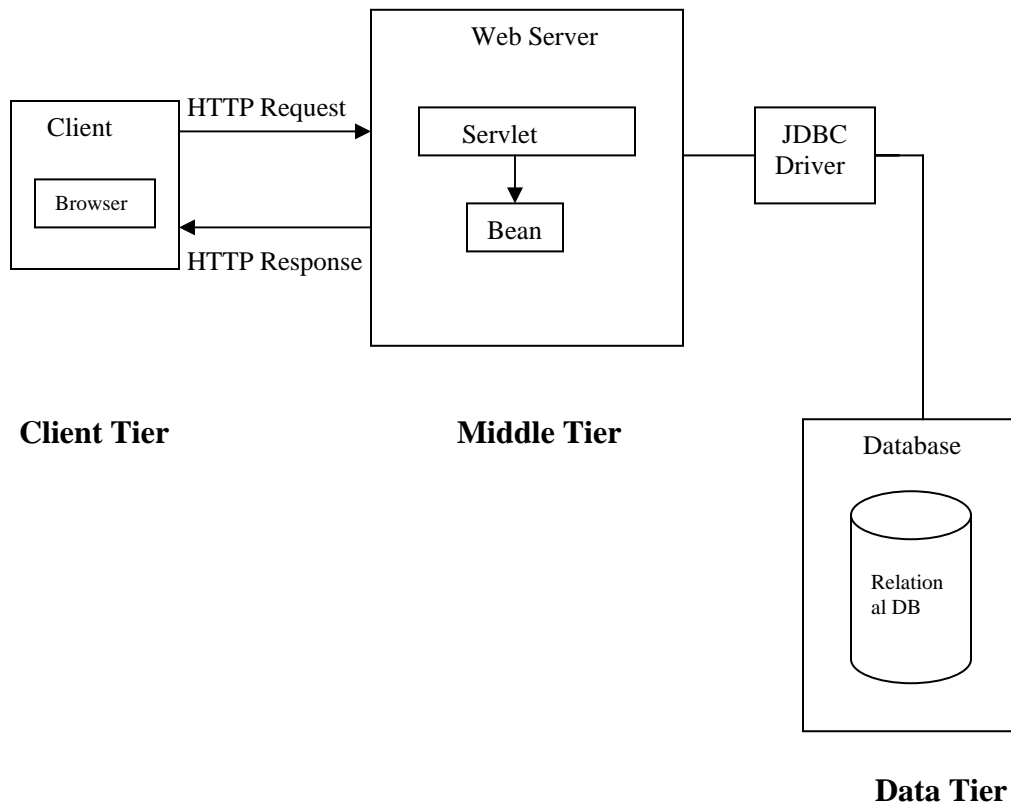 Web Server
HTTP Request
Client
Servlet
JDBC
Driver
Browser
Bean
HTTP Response
Client Tier
Middle Tier
Database
Relation
al DB
Data Tier